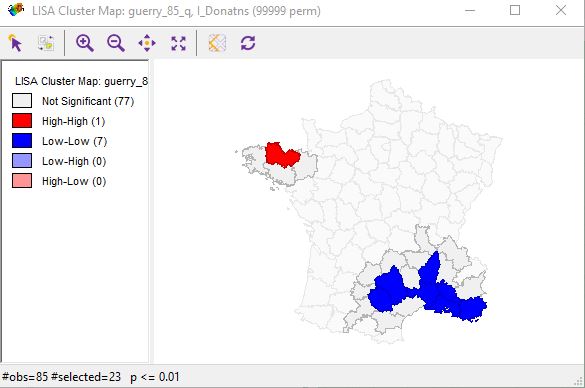 LISA Cluster Map: guerry_85_q, I_Donatns (99999 perm)
LISA Cluster Map: guerry_8
Not Significant (77)
High-High (1)
Low-Low (7)
Low-High (0)
High-Low (0)
#obs=85 #selected=23 p <= 0.01